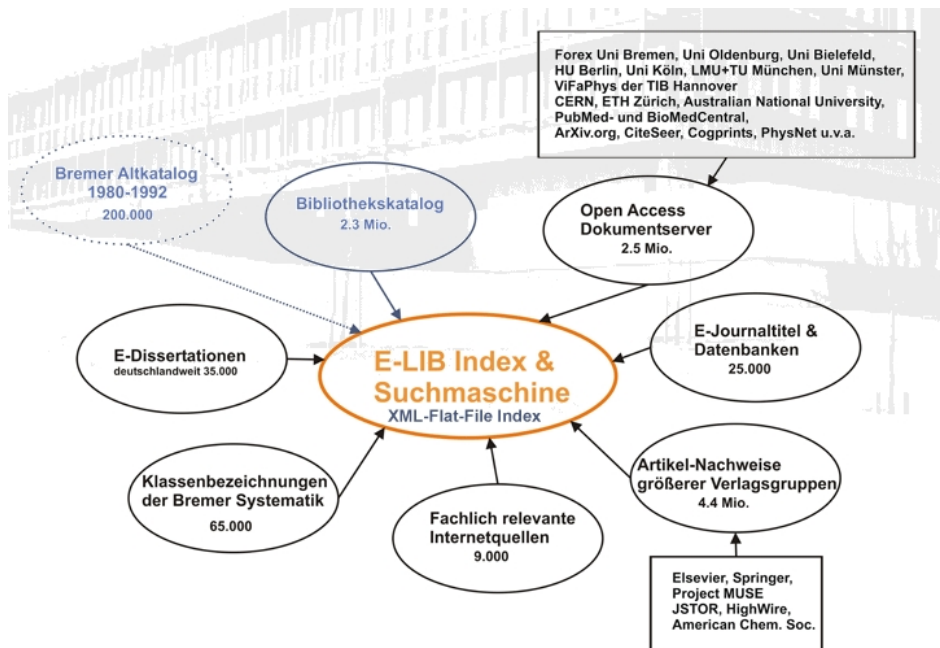 Forex Uni Bremen, Uni Oldenburg, Uni Bielefeld,
HU Berlin, Uni Köln, LMU+TU München, Uni Münster,
ViFaPhys der TIB Hannover
CERN, ETH Zürich, Australian National University,
PubMed- und BioMedCentral,
ArXiv.org, CiteSeer, Cogprints, PhysNet u.v.a.
Bremer Altkatalog
1980-1992
200.000
Bibliothekskatalog
2.3 Mio.
Open Access
Dokumentserver
2.5 Mio.
E-Dissertationen
deutschlandweit 35.000
E-LIB Index &
Suchmaschine
XML-Flat-File Index
E-Journaltitel &
Datenbanken
25.000
Klassenbezeichnungen
der Bremer Systematik
65.000
Fachlich relevante
Internetquellen
9.000
Artikel-Nachweise
größerer Verlagsgruppen
4.4 Mio.
Elsevier, Springer,
Project MUSE
JSTOR, HighWire,
American Chem. Soc.